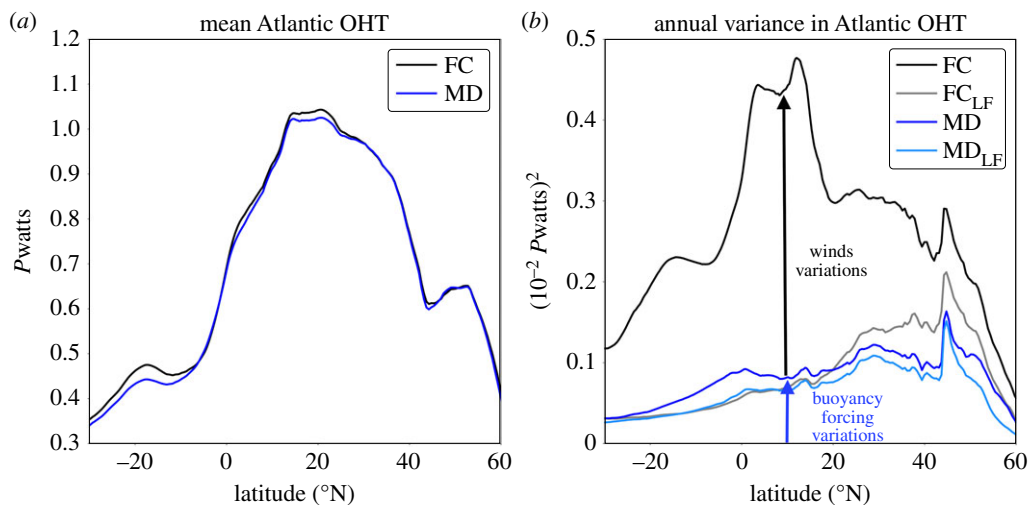 (a) mean Atlantic OHT
1.2
1.1
1.0
0.9
0.8
0.7
0.6
0.5
0.4
0.3
Pwatts
FC
MD
−20 0 20 40 60
latitude (°N)
(b) annual variance in Atlantic OHT
0.5
0.4
0.3
0.2
0.1
0
(10⁻² Pwatts)²
FC
FC_LF
MD
MD_LF
winds
variations
buoyancy
forcing
variations
−20 0 20 40 60
latitude (°N)